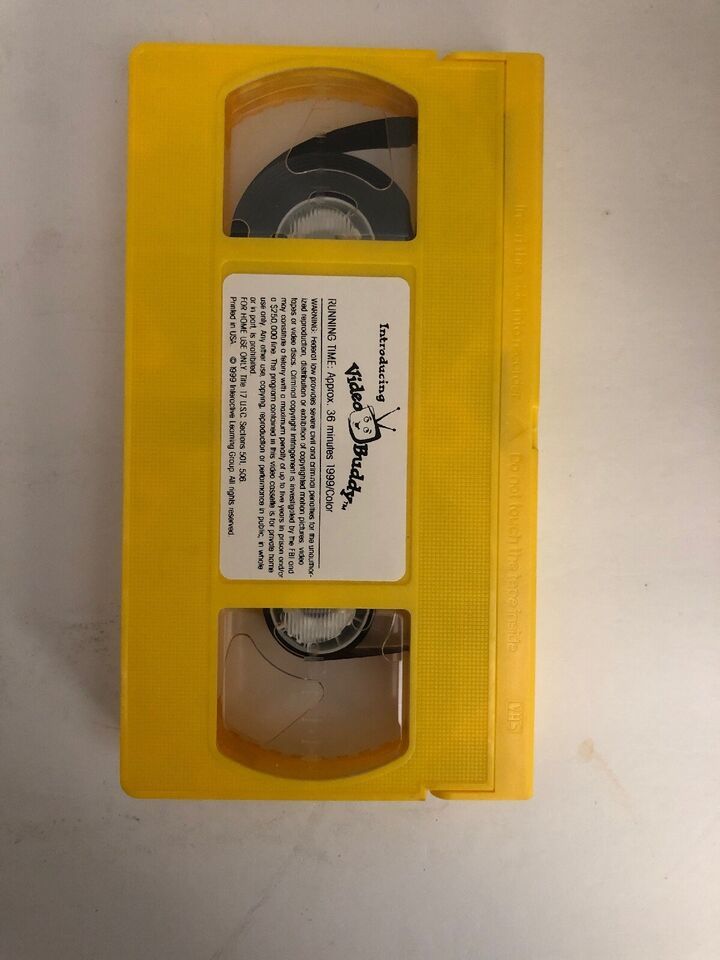 Introducing
Video Buddy™
RUNNING TIME: Approx. 36 minutes 1999/Color
WARNING: Federal law provides severe civil and criminal penalties for the unauthor-
ized reproduction, distribution or exhibition of copyrighted motion pictures, video
tapes or video discs. Criminal copyright infringement is investigated by the FBI and
may constitute a felony with a maximum penalty of up to five years in prison and/or
a $250,000 fine. The program contained in this video cassette is for private home
use only. Any other use, copying, reproduction or performance in public, in whole
or in part, is prohibited.
FOR HOME USE ONLY. Title 17 U.S.C. Sections 501, 506.
Printed in USA. © 1999 Interactive Learning Group. All rights reserved.
Do not touch the tape inside
VHS